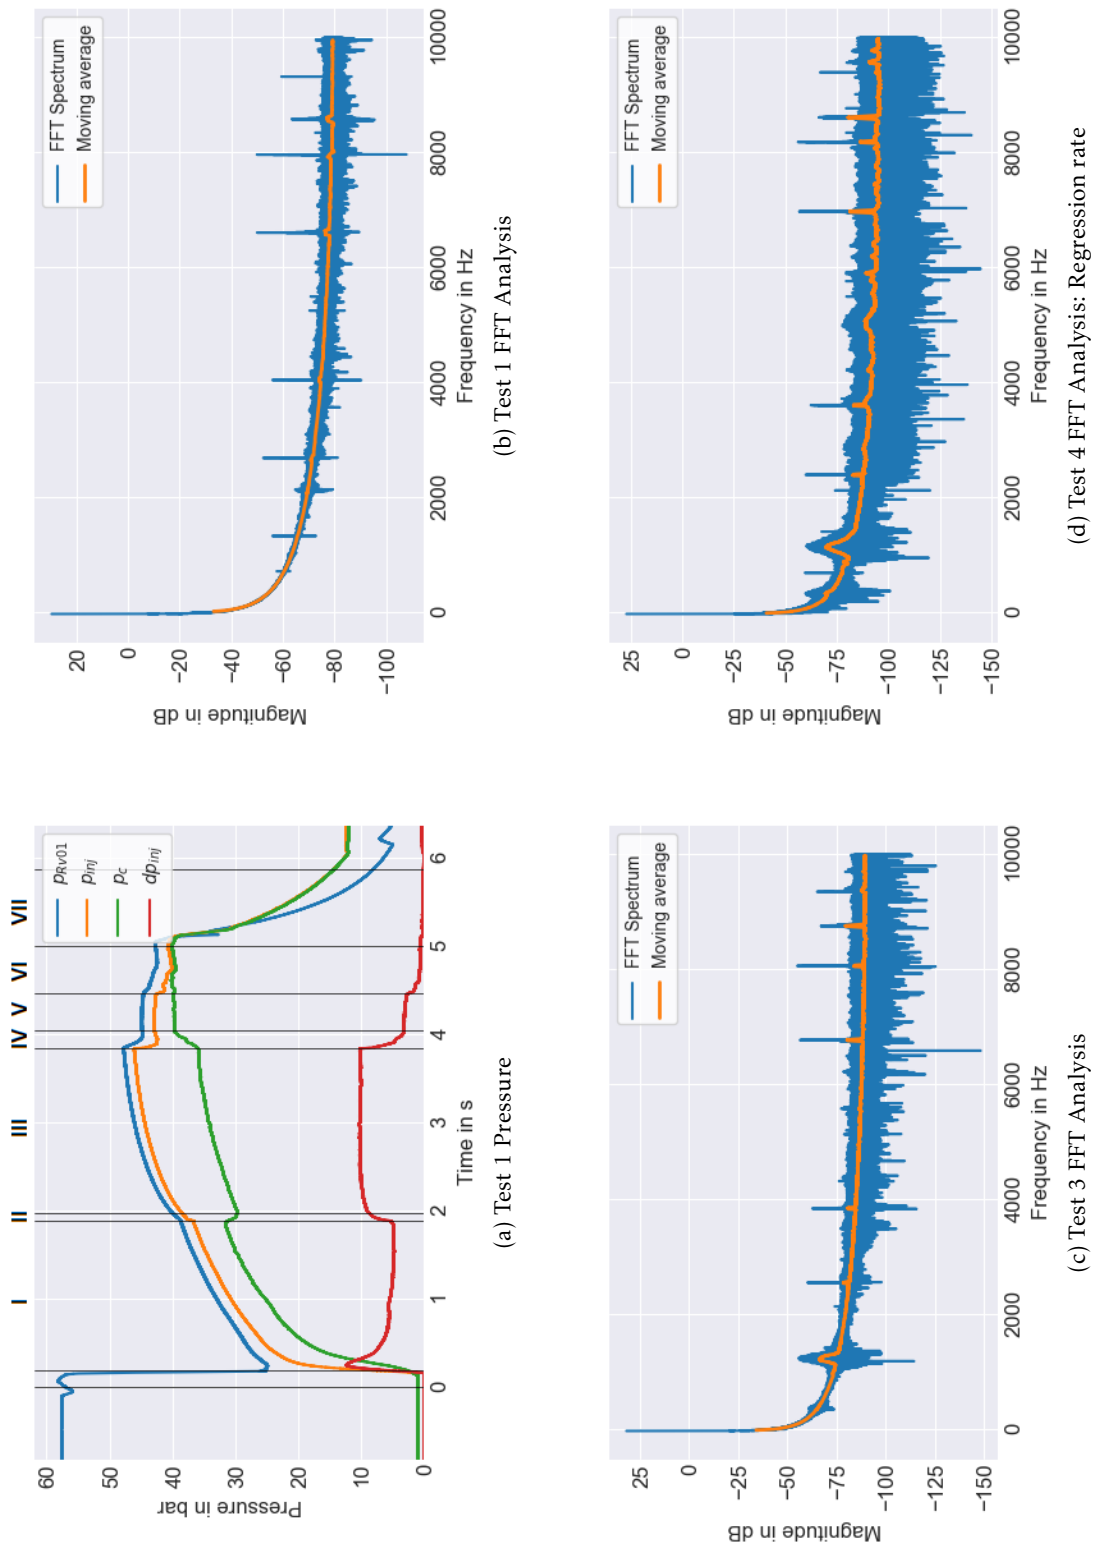 I II III IV V VI VII
60
50
40
30
20
10
0
Pressure in bar
pRv01
pinj
pc
dpinj
0 1 2 3 4 5 6
Time in s
(a) Test 1 Pressure
20
0
−20
−40
−60
−80
−100
Magnitude in dB
FFT Spectrum
Moving average
0 2000 4000 6000 8000 10000
Frequency in Hz
(b) Test 1 FFT Analysis
25
0
−25
−50
−75
−100
−125
−150
Magnitude in dB
FFT Spectrum
Moving average
0 2000 4000 6000 8000 10000
Frequency in Hz
(c) Test 3 FFT Analysis
25
0
−25
−50
−75
−100
−125
−150
Magnitude in dB
FFT Spectrum
Moving average
0 2000 4000 6000 8000 10000
Frequency in Hz
(d) Test 4 FFT Analysis: Regression rate